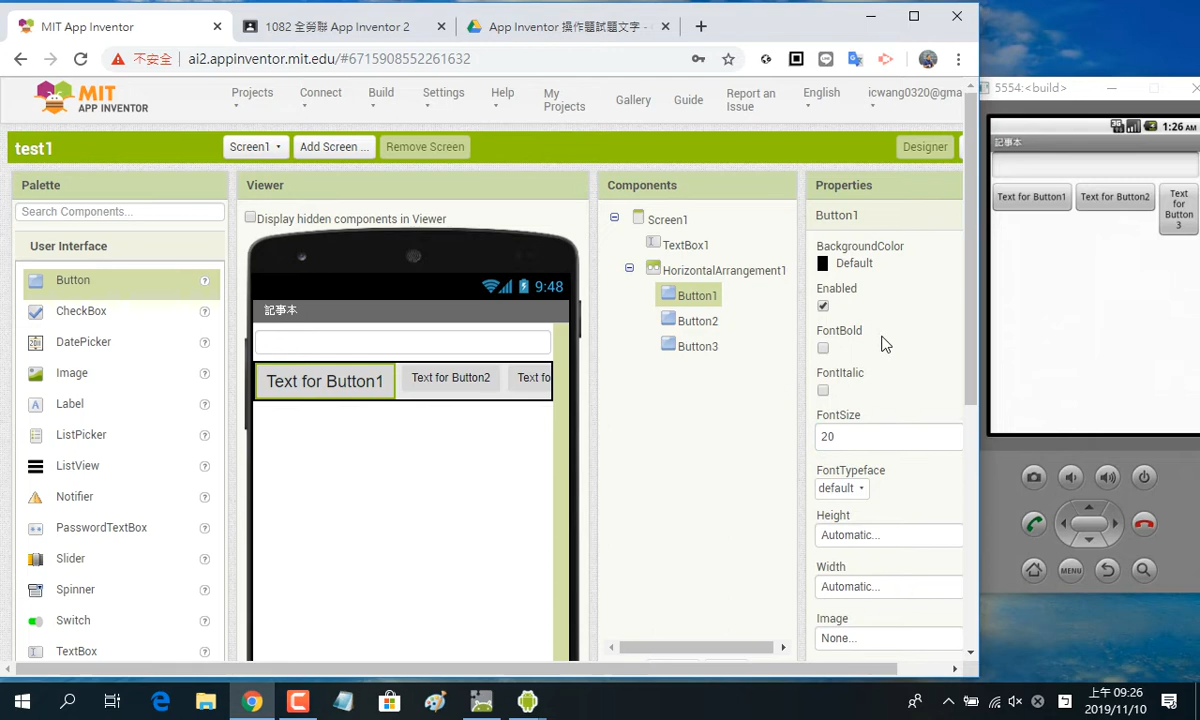 MIT App Inventor
1082 全勞聯 App Inventor 2
App Inventor 操作題試題文字 -
不安全 ai2.appinventor.mit.edu/#6715908552261632
MIT APP INVENTOR
Projects
Connect
Build
Settings
Help
My Projects
Gallery
Guide
Report an Issue
English
icwang0320@gma
test1
Screen1
Add Screen ...
Remove Screen
Designer
Palette
Search Components...
User Interface
Button
CheckBox
DatePicker
Image
Label
ListPicker
ListView
Notifier
PasswordTextBox
Slider
Spinner
Switch
TextBox
Viewer
Display hidden components in Viewer
9:48
記事本
Text for Button1
Text for Button2
Text fo
Components
Screen1
TextBox1
HorizontalArrangement1
Button1
Button2
Button3
Properties
Button1
BackgroundColor
Default
Enabled
FontBold
FontItalic
FontSize
20
FontTypeface
default
Height
Automatic...
Width
Automatic...
Image
None...
5554:<build>
1:26 AM
記事本
Text for Button1
Text for Button2
Text
for
Button
3
MENU
上午 09:26
2019/11/10